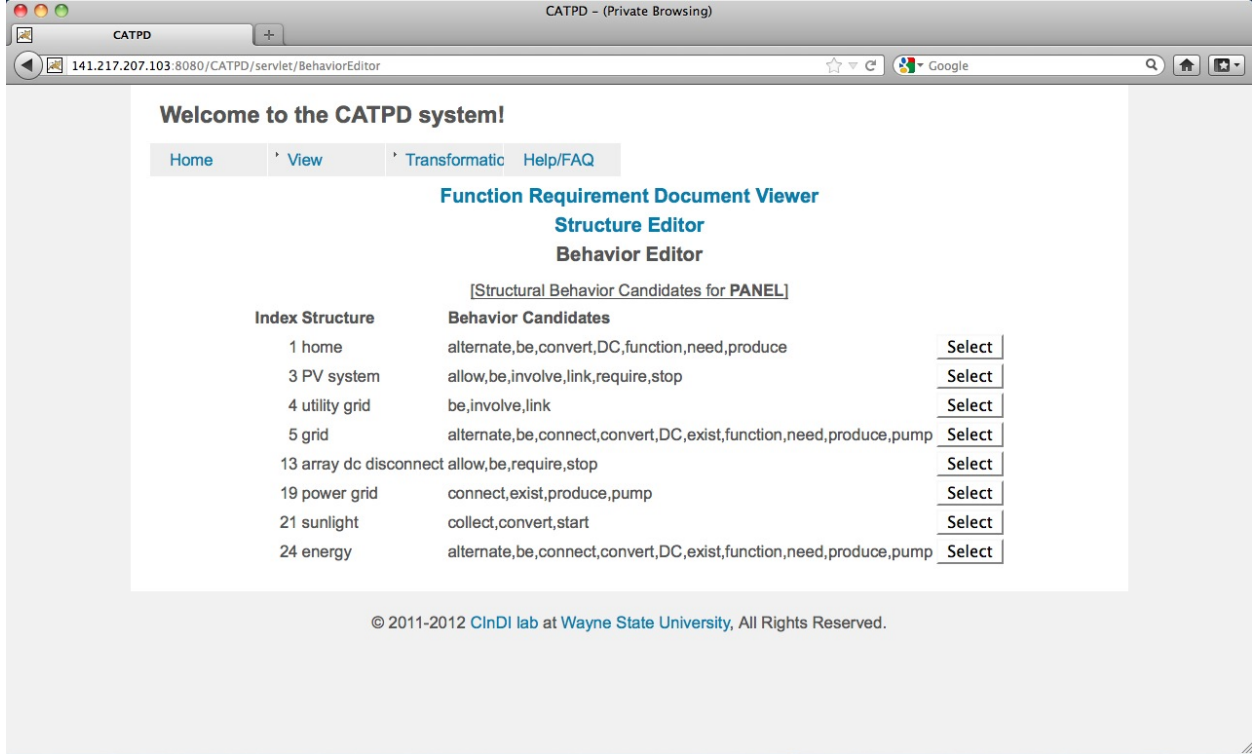 CATPD – (Private Browsing)
CATPD
+
141.217.207.103:8080/CATPD/servlet/BehaviorEditor
Google
Welcome to the CATPD system!
Home View Transformatic Help/FAQ
Function Requirement Document Viewer
Structure Editor
Behavior Editor
[Structural Behavior Candidates for PANEL]
Index Structure Behavior Candidates
1 home alternate,be,convert,DC,function,need,produce Select
3 PV system allow,be,involve,link,require,stop Select
4 utility grid be,involve,link Select
5 grid alternate,be,connect,convert,DC,exist,function,need,produce,pump Select
13 array dc disconnect allow,be,require,stop Select
19 power grid connect,exist,produce,pump Select
21 sunlight collect,convert,start Select
24 energy alternate,be,connect,convert,DC,exist,function,need,produce,pump Select
© 2011-2012 CInDI lab at Wayne State University, All Rights Reserved.